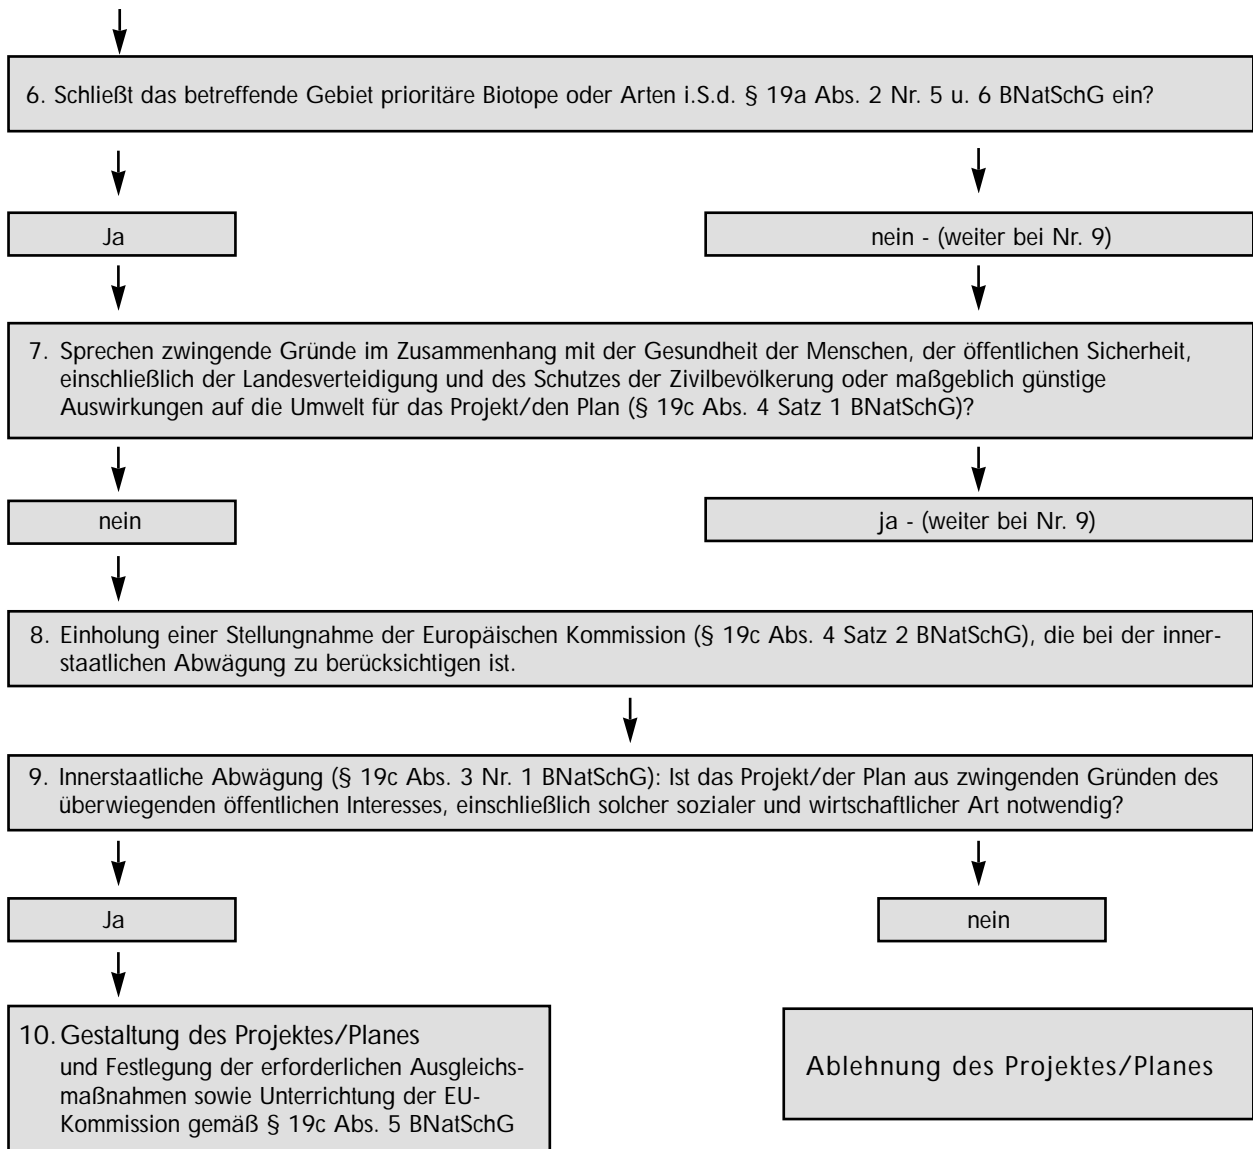 6. Schließt das betreffende Gebiet prioritäre Biotope oder Arten i.S.d. § 19a Abs. 2 Nr. 5 u. 6 BNatSchG ein?
Ja
nein - (weiter bei Nr. 9)
7. Sprechen zwingende Gründe im Zusammenhang mit der Gesundheit der Menschen, der öffentlichen Sicherheit,
einschließlich der Landesverteidigung und des Schutzes der Zivilbevölkerung oder maßgeblich günstige
Auswirkungen auf die Umwelt für das Projekt/den Plan (§ 19c Abs. 4 Satz 1 BNatSchG)?
nein
ja - (weiter bei Nr. 9)
8. Einholung einer Stellungnahme der Europäischen Kommission (§ 19c Abs. 4 Satz 2 BNatSchG), die bei der inner-
staatlichen Abwägung zu berücksichtigen ist.
9. Innerstaatliche Abwägung (§ 19c Abs. 3 Nr. 1 BNatSchG): Ist das Projekt/der Plan aus zwingenden Gründen des
überwiegenden öffentlichen Interesses, einschließlich solcher sozialer und wirtschaftlicher Art notwendig?
Ja
nein
10. Gestaltung des Projektes/Planes
und Festlegung der erforderlichen Ausgleichs-
maßnahmen sowie Unterrichtung der EU-
Kommission gemäß § 19c Abs. 5 BNatSchG
Ablehnung des Projektes/Planes